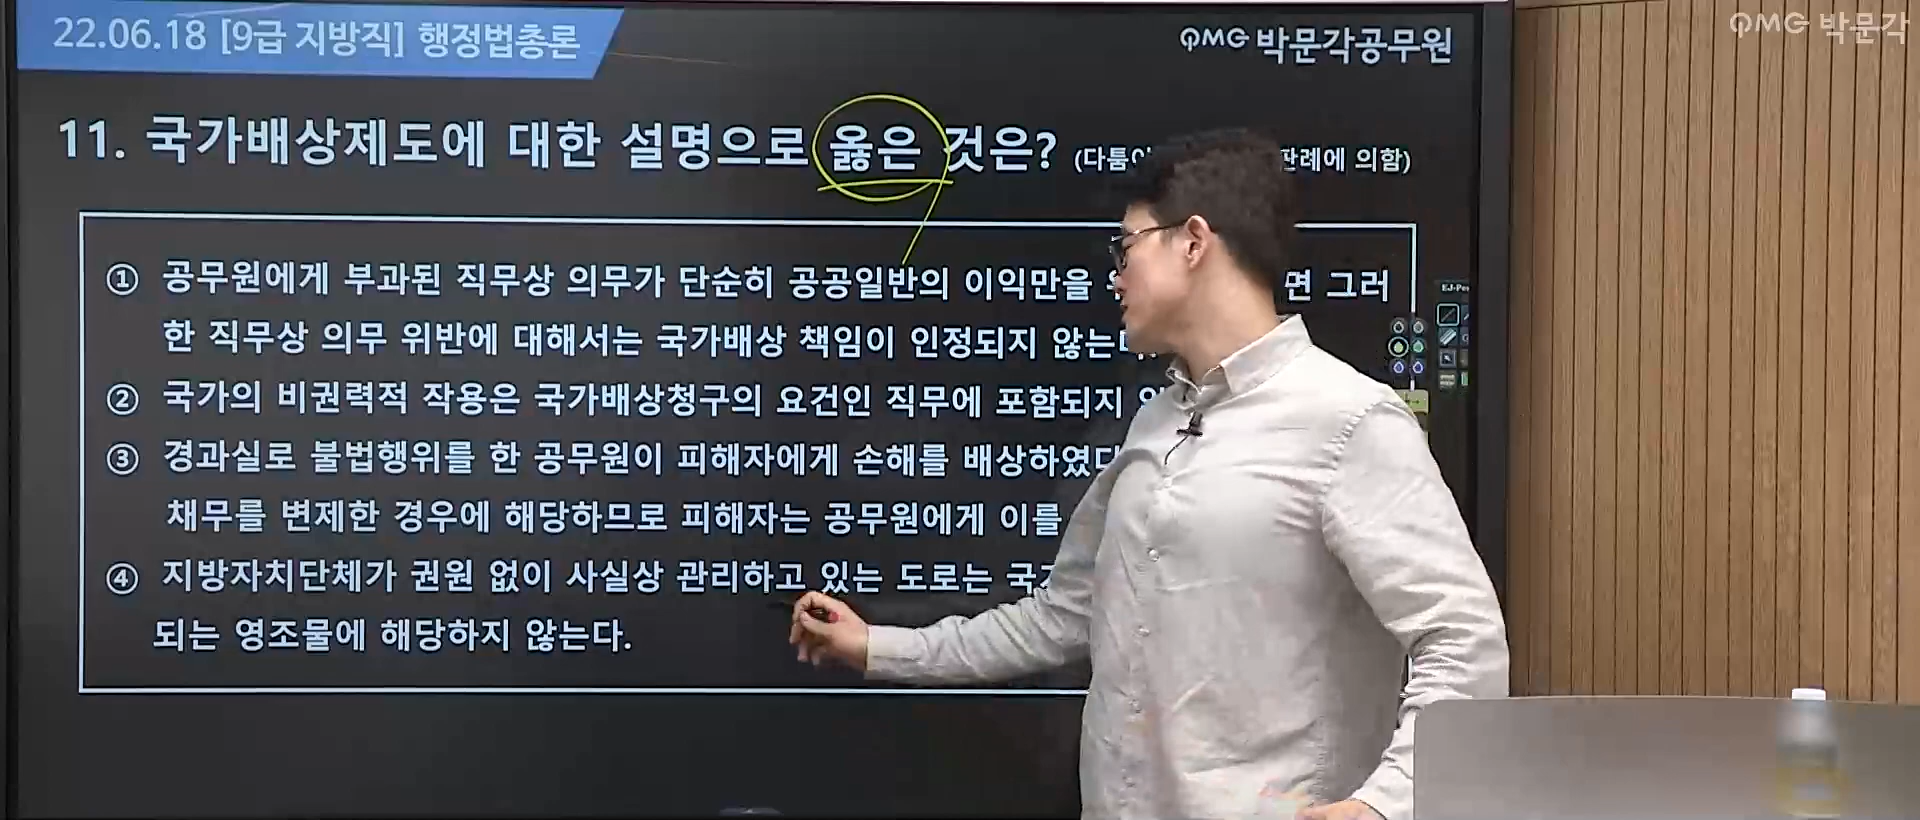 22.06.18 [9급 지방직] 행정법총론
PMG 박문각공무원
PMG 박문각
11. 국가배상제도에 대한 설명으로 옳은 것은? 판례에 의함)
① 공무원에게 부과된 직무상 의무가 단순히 공공일반의 이익만을 그러
한 직무상 의무 위반에 대해서는 국가배상 책임이 인정되지
② 국가의 비권력적 작용은 국가배상청구의 요건인 직무에 포함되지
③ 경과실로 불법행위를 한 공무원이 피해자에게 손해를
채무를 변제한 경우에 해당하므로 피해자는 공무원에게 이를
④ 지방자치단체가 권원 없이 사실상 관리하고 있는 도로는
되는 영조물에 해당하지 않는다.